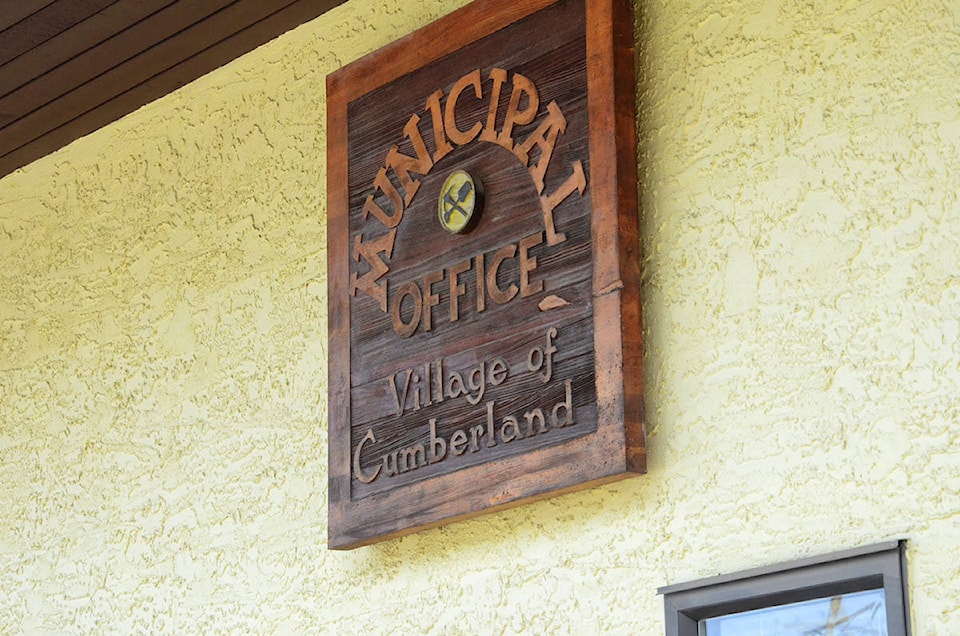 MUNICIPAL
OFFICE
Village of
Cumberland